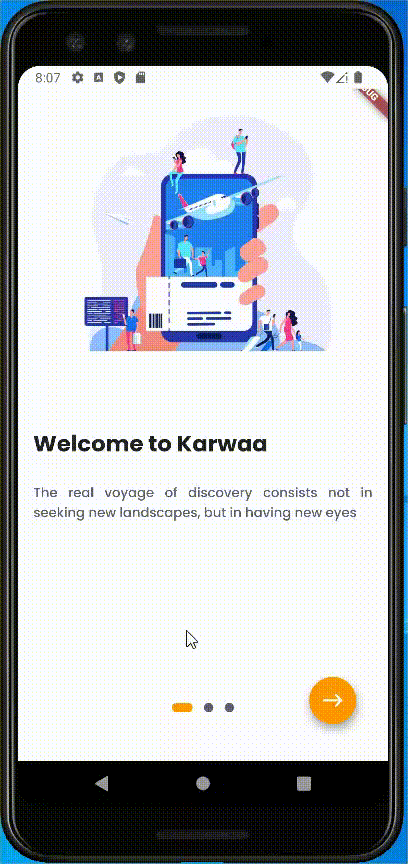 8:07
Welcome to Karwaa
The real voyage of discovery consists not in
seeking new landscapes, but in having new eyes